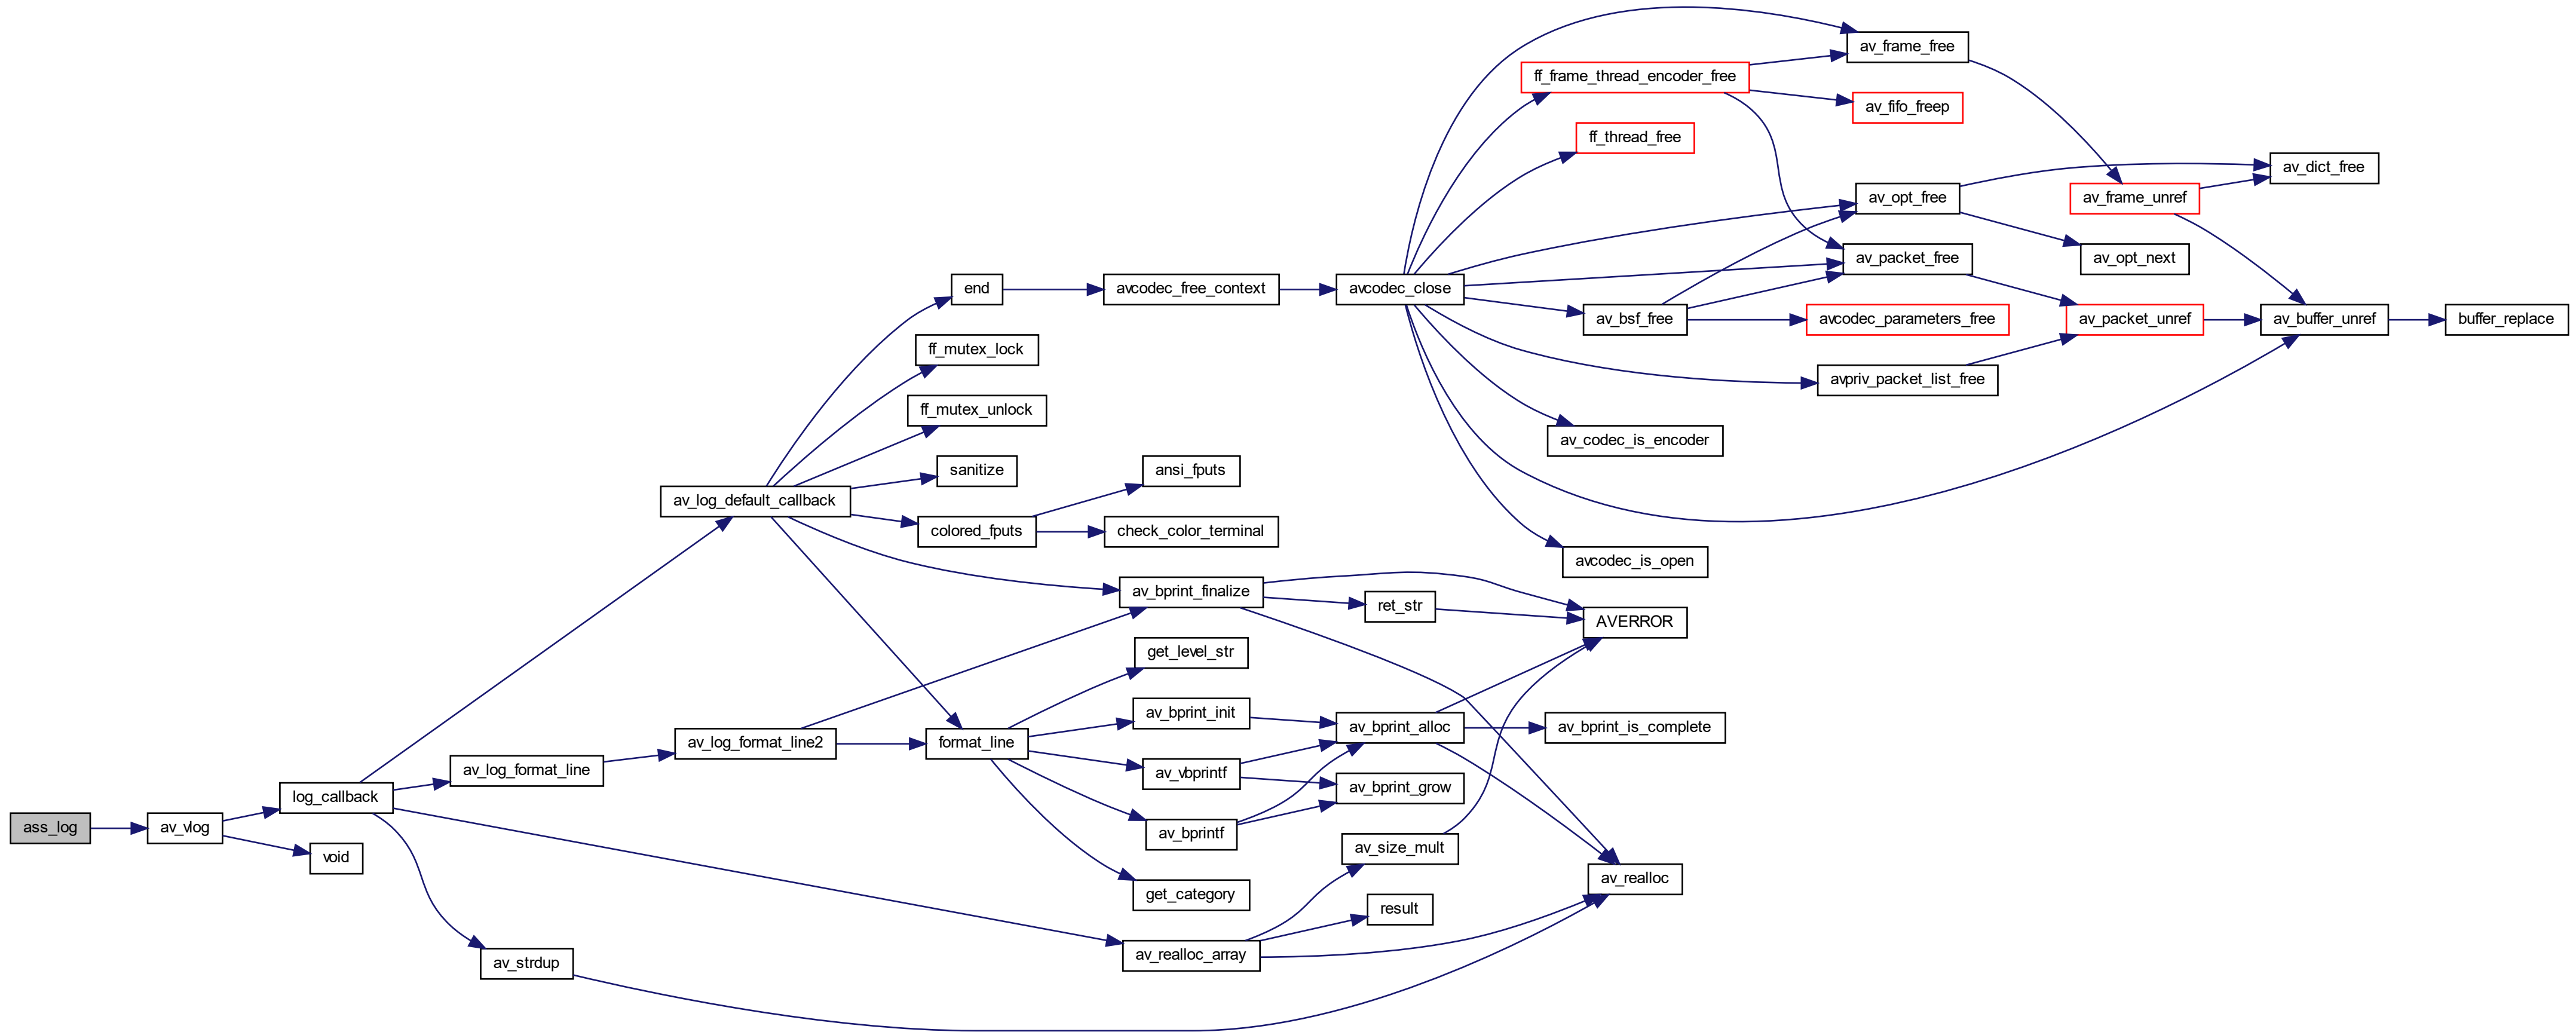 av_frame_free
ff_frame_thread_encoder_free
av_fifo_freep
ff_thread_free
av_dict_free
av_opt_free
av_frame_unref
av_packet_free
av_opt_next
end
avcodec_free_context
avcodec_close
av_bsf_free
avcodec_parameters_free
av_packet_unref
av_buffer_unref
buffer_replace
ff_mutex_lock
avpriv_packet_list_free
ff_mutex_unlock
av_codec_is_encoder
sanitize
ansi_fputs
av_log_default_callback
colored_fputs
check_color_terminal
avcodec_is_open
av_bprint_finalize
ret_str
AVERROR
get_level_str
av_bprint_init
av_bprint_alloc
av_bprint_is_complete
av_log_format_line2
format_line
av_log_format_line
av_vbprintf
av_bprint_grow
log_callback
ass_log
av_vlog
av_bprintf
av_size_mult
void
av_realloc
get_category
result
av_realloc_array
av_strdup